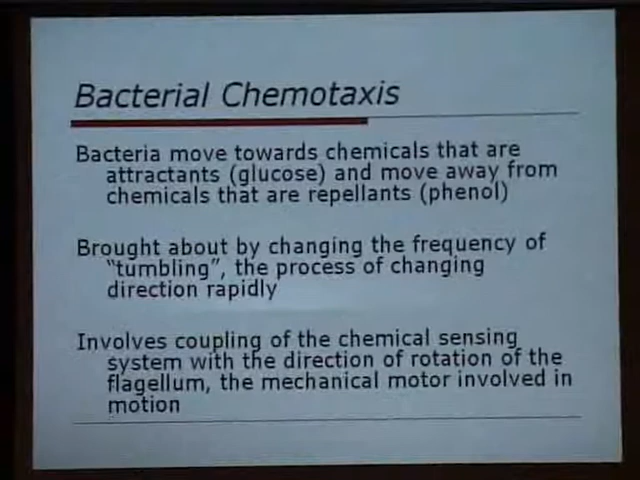 Bacterial Chemotaxis
Bacteria move towards chemicals that are
attractants (glucose) and move away from
chemicals that are repellants (phenol)
Brought about by changing the frequency of
"tumbling", the process of changing
direction rapidly
Involves coupling of the chemical sensing
system with the direction of rotation of the
flagellum, the mechanical motor involved in
motion